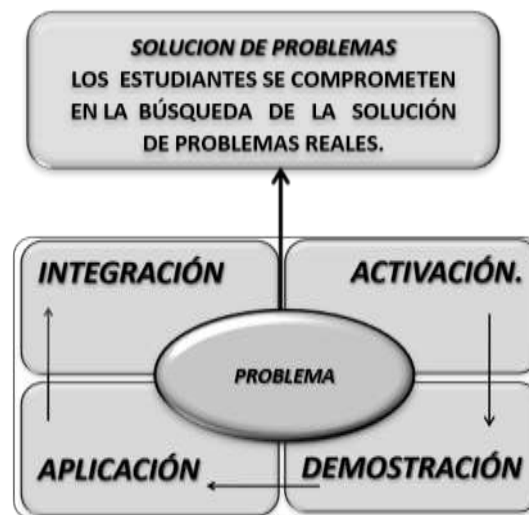 SOLUCION DE PROBLEMAS
LOS ESTUDIANTES SE COMPROMETEN
EN LA BÚSQUEDA DE LA SOLUCIÓN
DE PROBLEMAS REALES.
INTEGRACIÓN
ACTIVACIÓN.
PROBLEMA
APLICACIÓN
DEMOSTRACIÓN